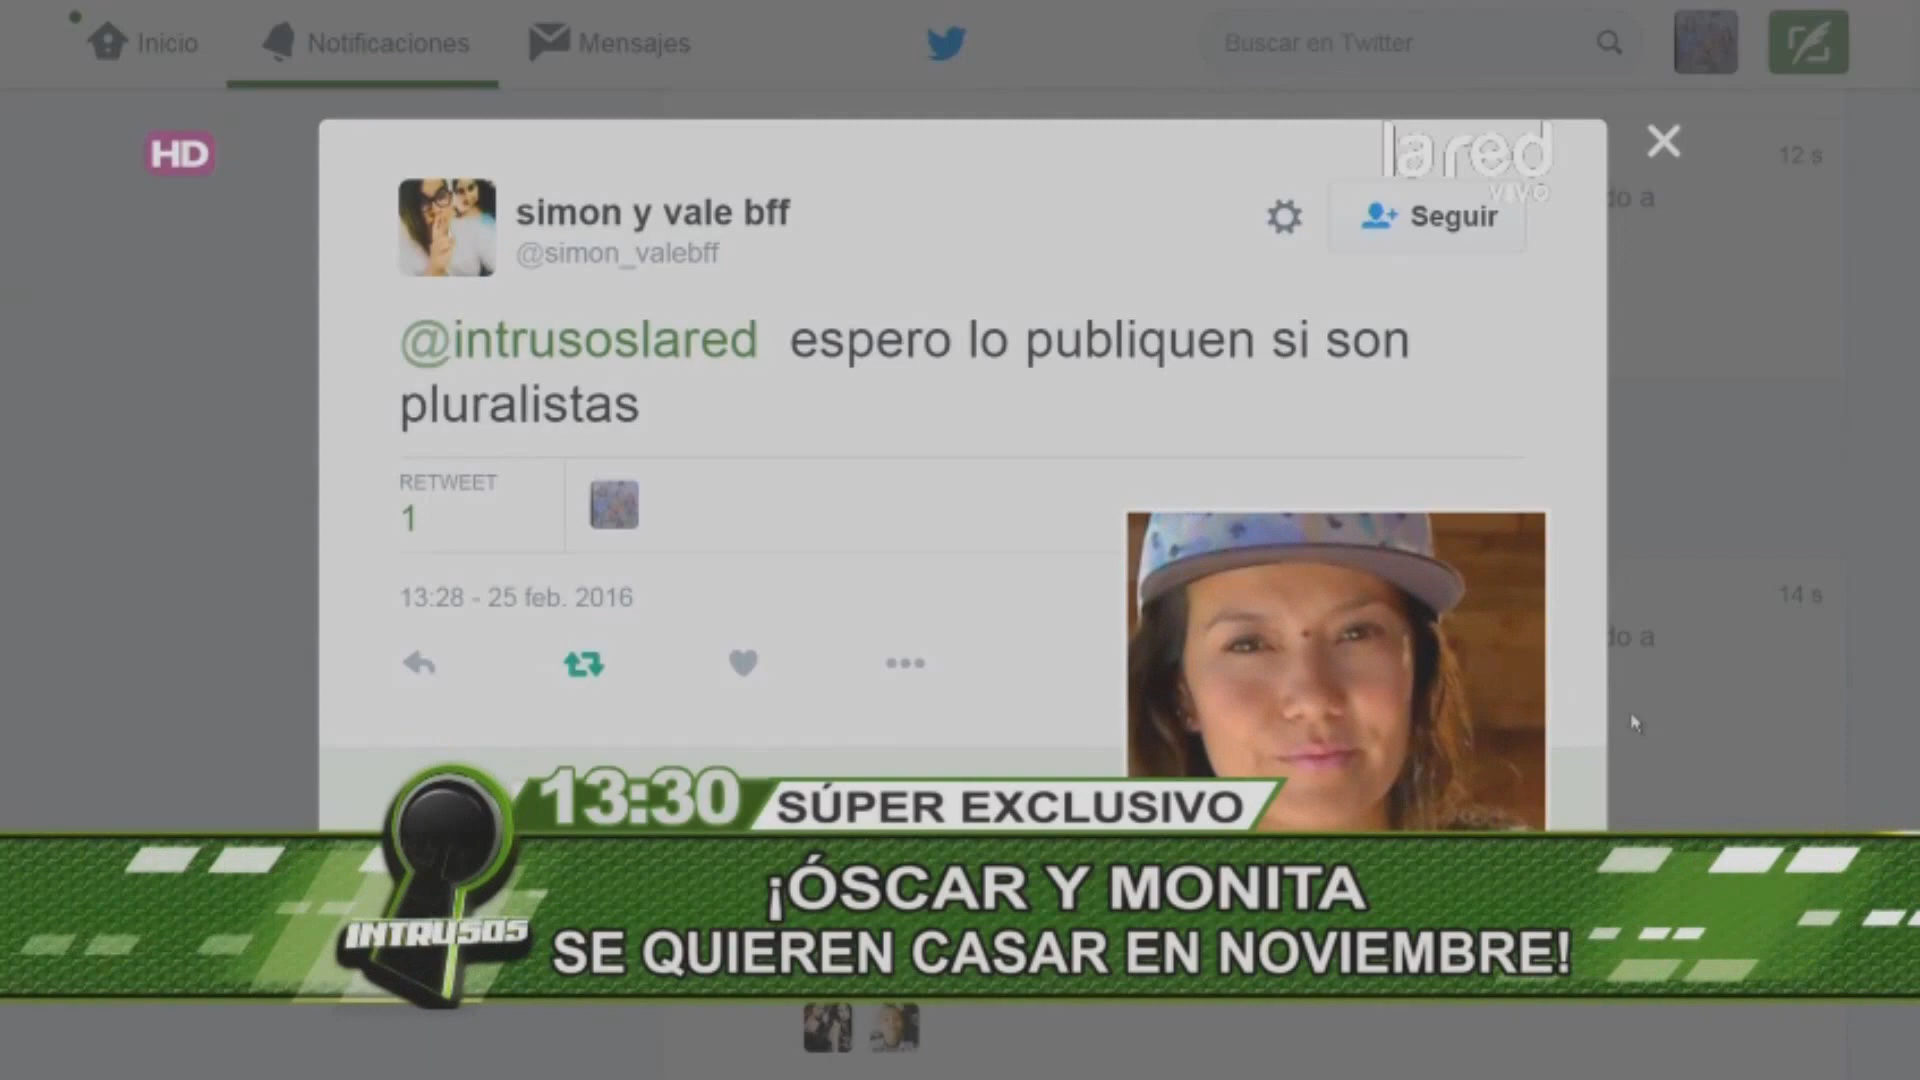 Inicio
Notificaciones
Mensajes
Buscar en Twitter
HD
la red
VIVO
12 s
simon y vale bff
@simon_valebff
Seguir
do a
@intrusoslared espero lo publiquen si son
pluralistas
RETWEET
1
13:28 - 25 feb. 2016
14 s
do a
13:30
SÚPER EXCLUSIVO
¡ÓSCAR Y MONITA
SE QUIEREN CASAR EN NOVIEMBRE!
INTRUSOS